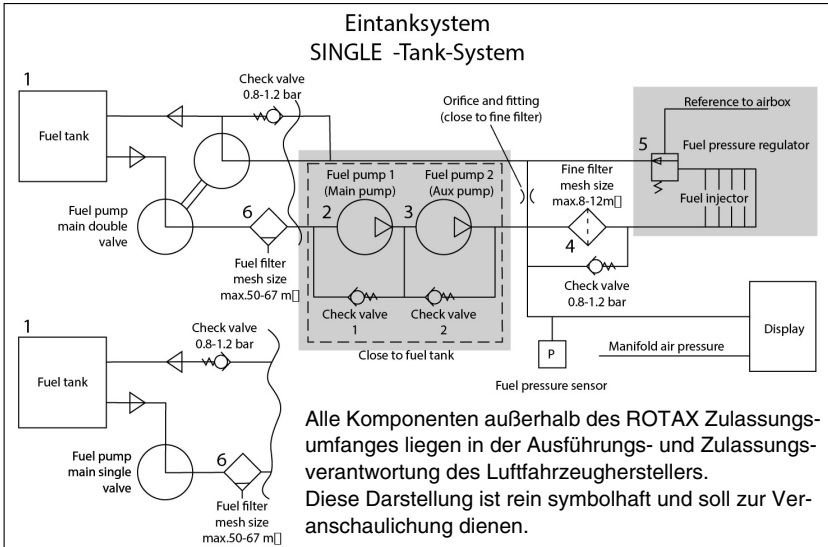 Eintanksystem
SINGLE -Tank-System
1
Fuel tank
Check valve
0.8-1.2 bar
Fuel pump
main double
valve
6
Fuel filter
mesh size
max.50-67 m▯
Fuel pump 1
(Main pump)
2
Fuel pump 2
(Aux pump)
3
Check valve
1
Check valve
2
Close to fuel tank
Orifice and fitting
(close to fine filter)
Fine filter
mesh size
max.8-12m▯
4
Check valve
0.8-1.2 bar
Reference to airbox
5
Fuel pressure regulator
Fuel injector
P
Fuel pressure sensor
Manifold air pressure
Display
1
Fuel tank
Check valve
0.8-1.2 bar
Fuel pump
main single
valve
6
Fuel filter
mesh size
max.50-67 m▯
Alle Komponenten außerhalb des ROTAX Zulassungs-
umfanges liegen in der Ausführungs- und Zulassungs-
verantwortung des Luftfahrzeugherstellers.
Diese Darstellung ist rein symbolhaft und soll zur Ver-
anschaulichung dienen.